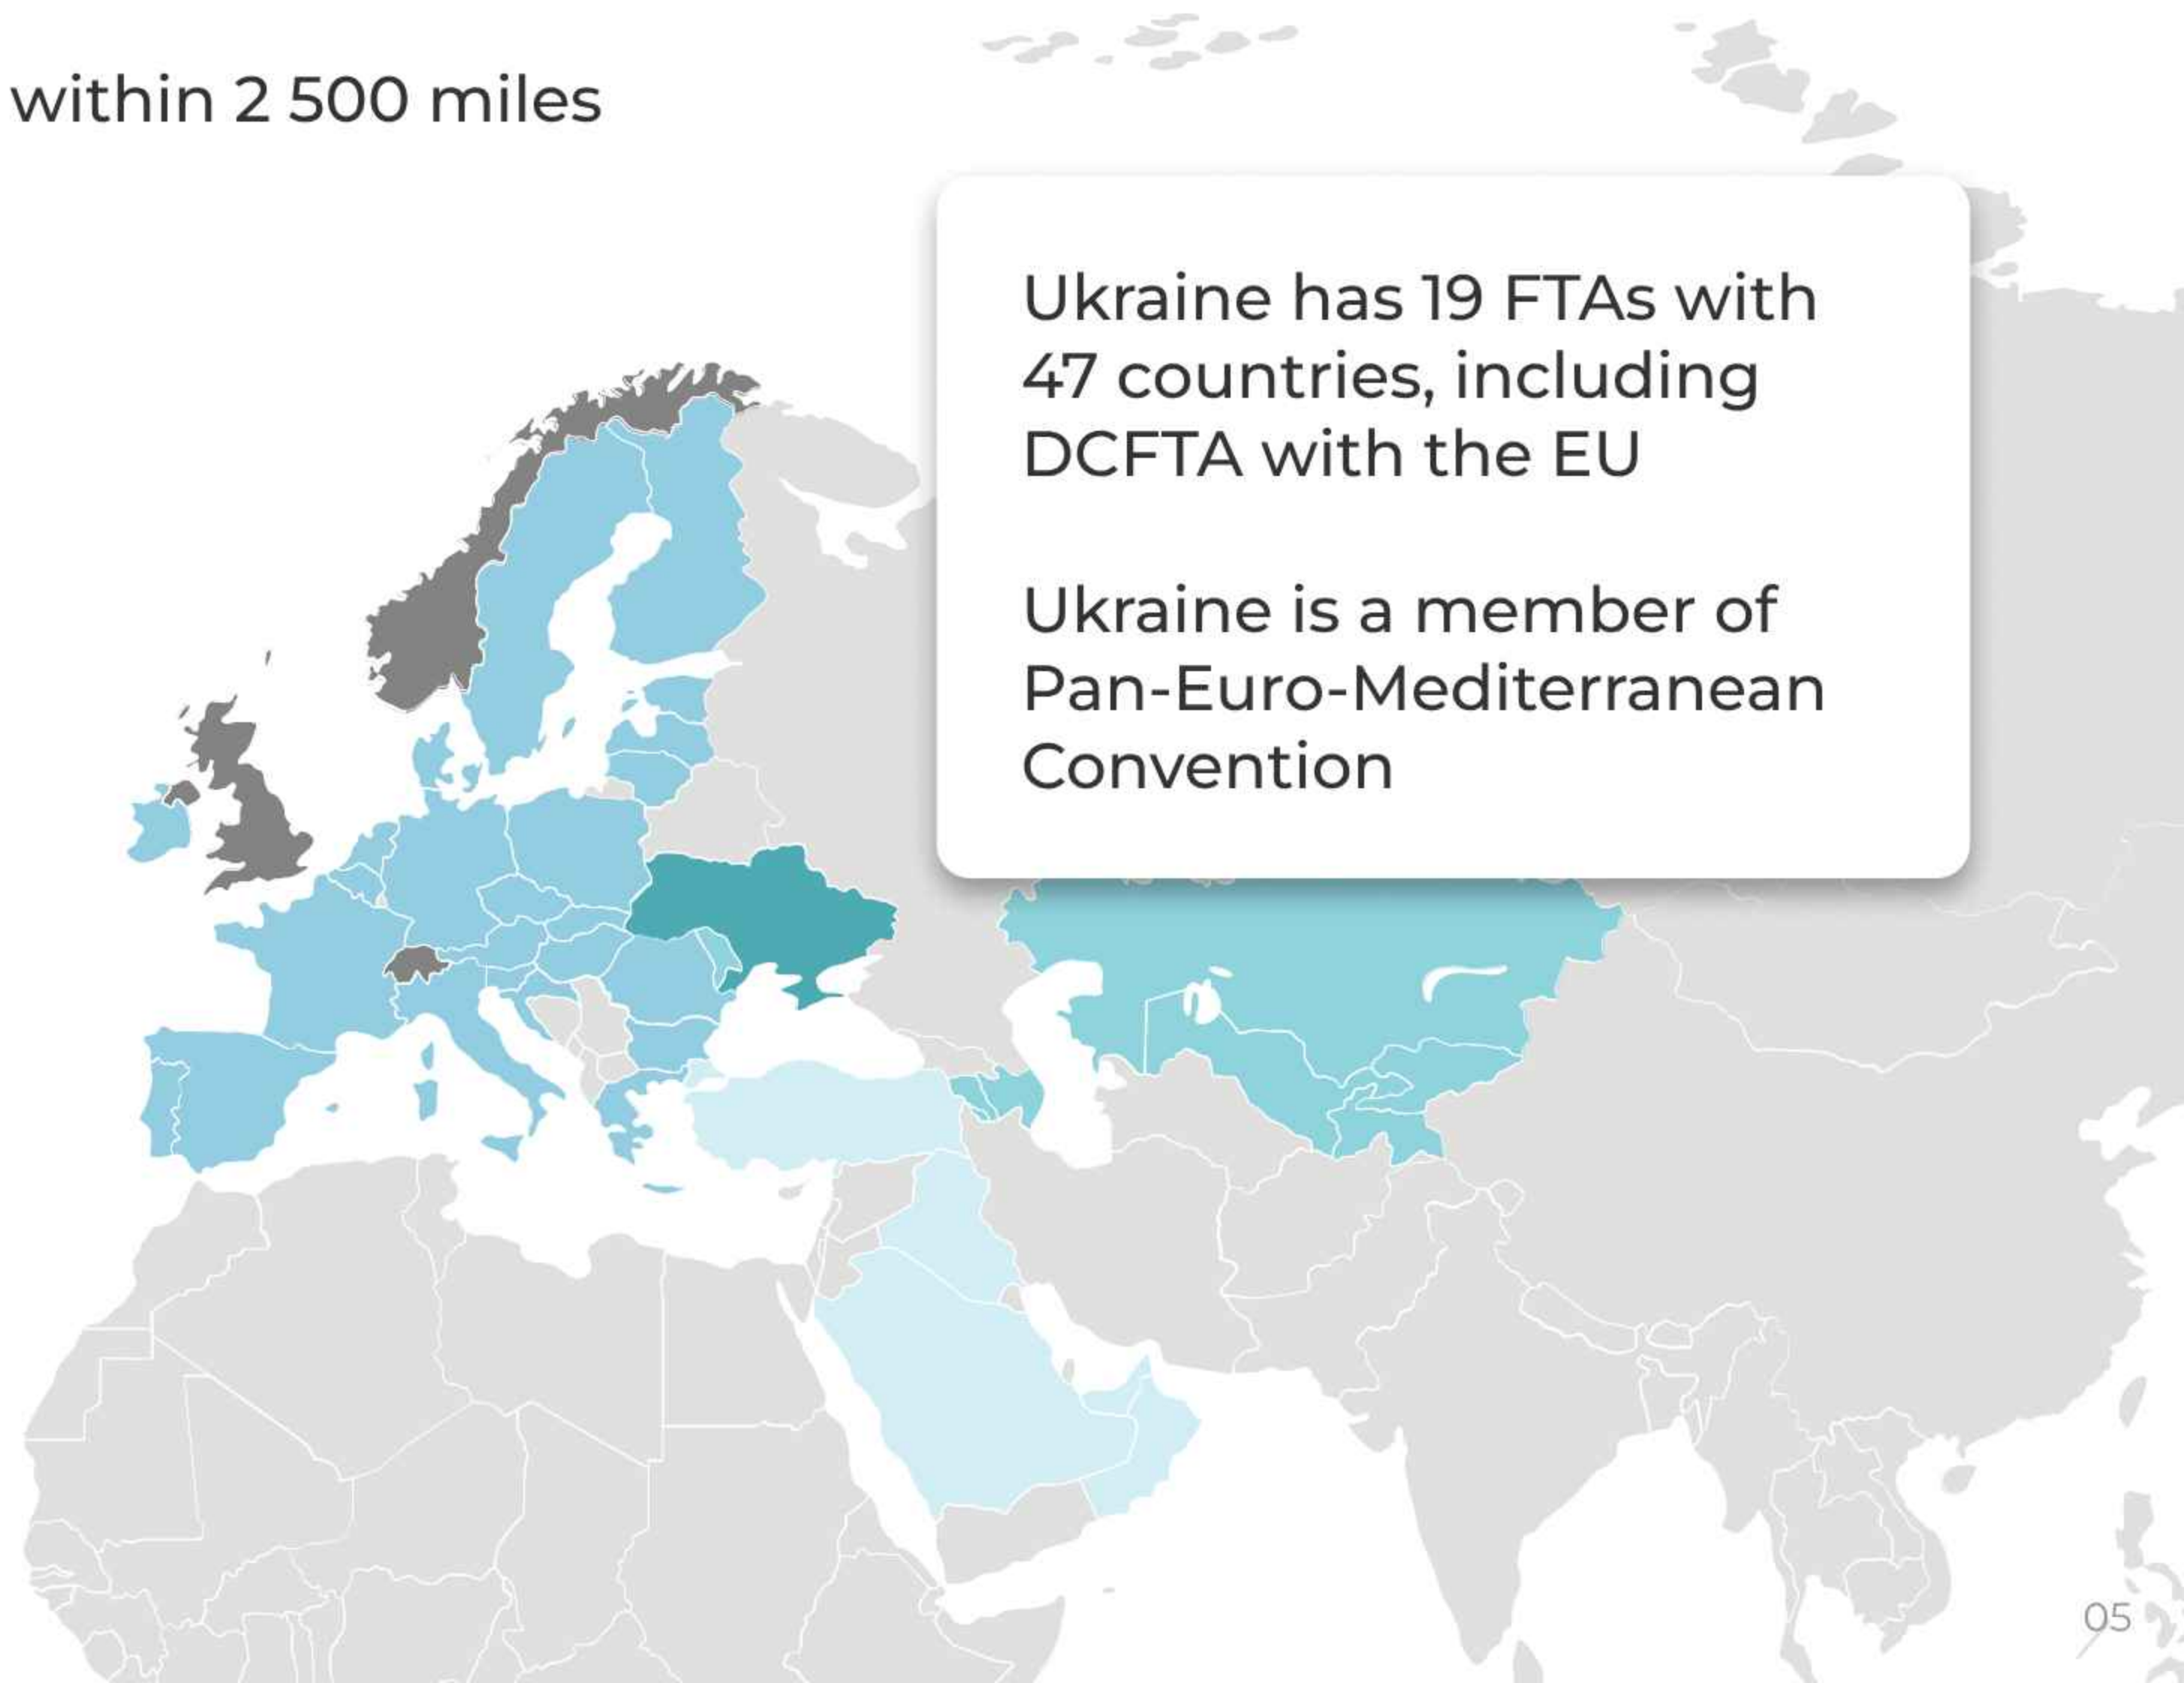 within 2 500 miles
Ukraine has 19 FTAs with
47 countries, including
DCFTA with the EU
Ukraine is a member of
Pan-Euro-Mediterranean
Convention
05